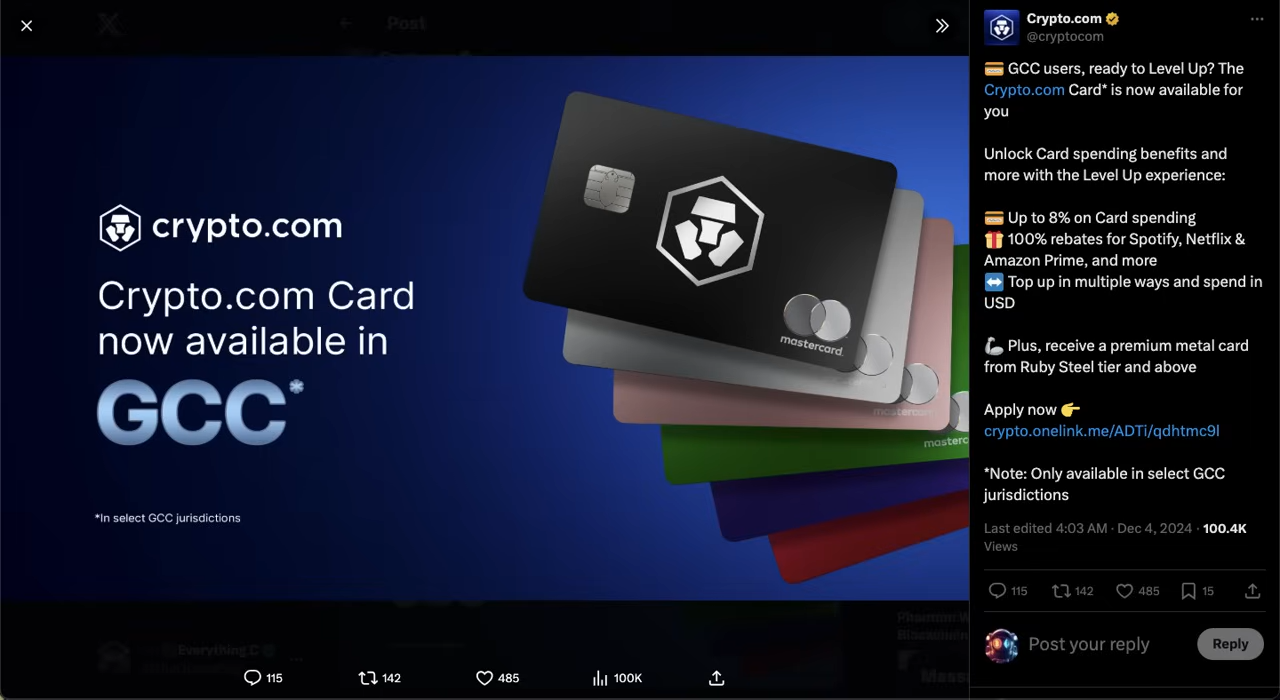 Post
crypto.com
Crypto.com Card
now available in
GCC*
*In select GCC jurisdictions
mastercard.
mastercard
masterc
Everything C
115
142
485
100K
Crypto.com
@cryptocom
💳 GCC users, ready to Level Up? The
Crypto.com Card* is now available for
you
Unlock Card spending benefits and
more with the Level Up experience:
💳 Up to 8% on Card spending
🎁 100% rebates for Spotify, Netflix &
Amazon Prime, and more
↔️ Top up in multiple ways and spend in
USD
🦾 Plus, receive a premium metal card
from Ruby Steel tier and above
Apply now 👉
crypto.onelink.me/ADTi/qdhtmc9l
*Note: Only available in select GCC
jurisdictions
Last edited 4:03 AM · Dec 4, 2024 · 100.4K
Views
115
142
485
15
Post your reply
Reply